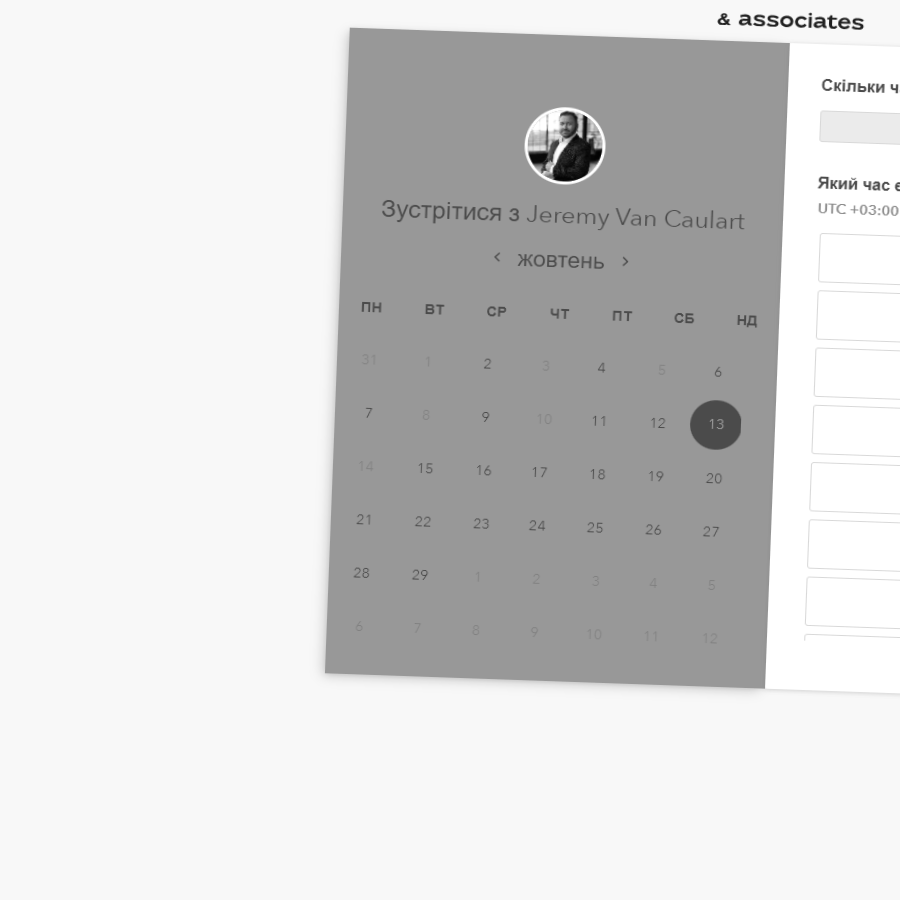 & associates
Зустрітися з Jeremy Van Caulart
жовтень
ПН ВТ СР ЧТ ПТ СБ НД
31 1 2 3 4 5 6
7 8 9 10 11 12 13
14 15 16 17 18 19 20
21 22 23 24 25 26 27
28 29 1 2 3 4 5
6 7 8 9 10 11 12
Скільки
Який час
UTC +03:00